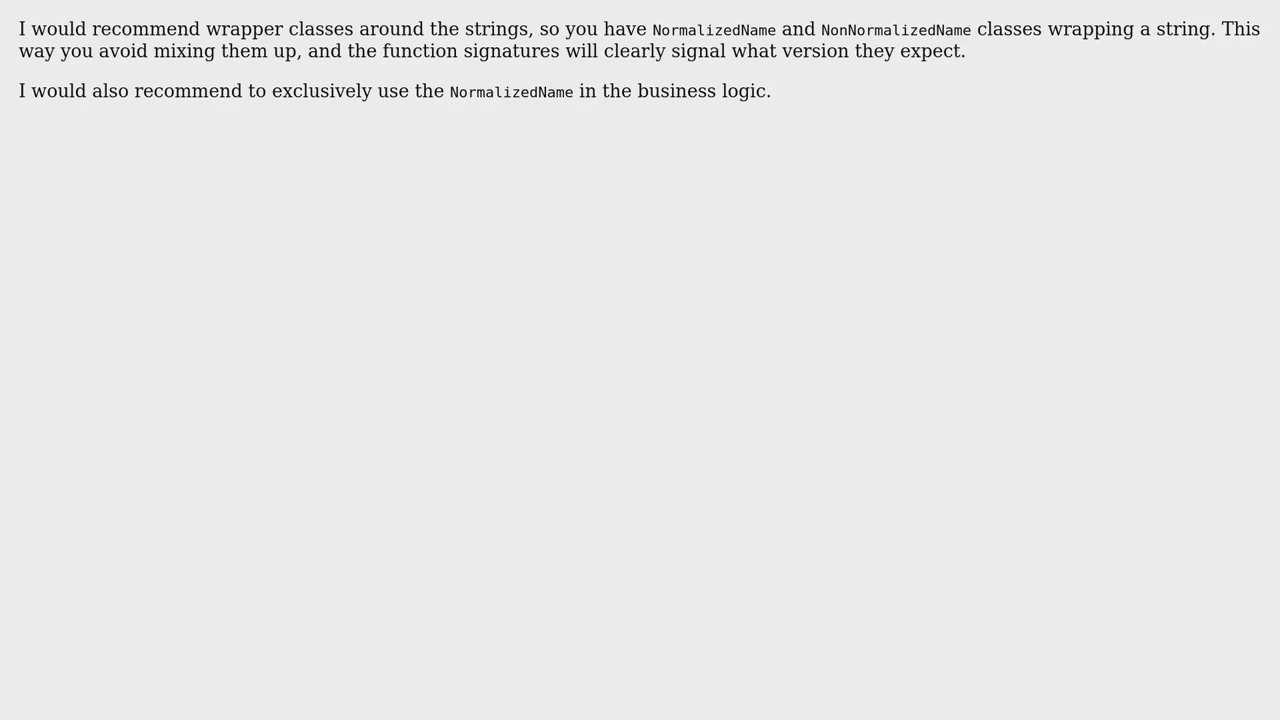 I would recommend wrapper classes around the strings, so you have NormalizedName and NonNormalizedName classes wrapping a string. This
way you avoid mixing them up, and the function signatures will clearly signal what version they expect.
I would also recommend to exclusively use the NormalizedName in the business logic.